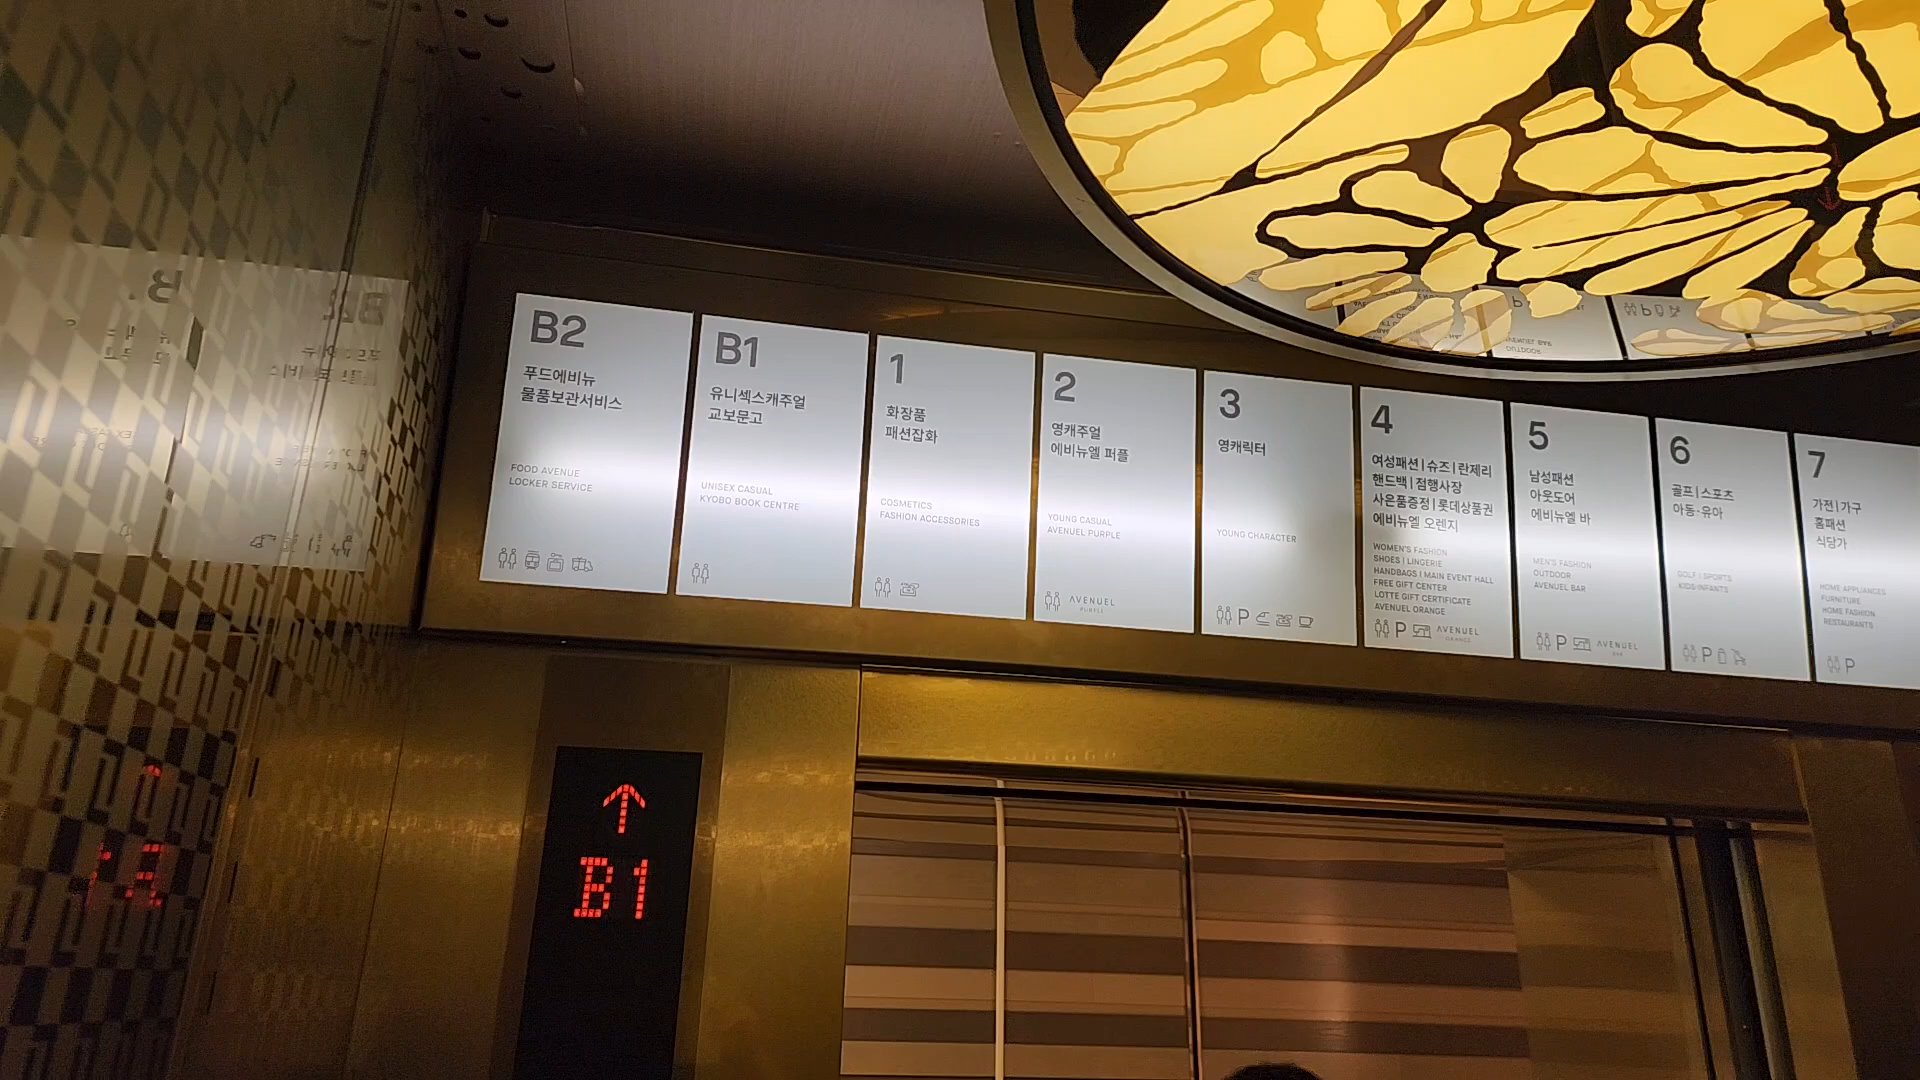 B2
푸드에비뉴
물품보관서비스
FOOD AVENUE
LOCKER SERVICE
B1
유니섹스캐주얼
교보문고
UNISEX CASUAL
KYOBO BOOK CENTRE
1
화장품
패션잡화
COSMETICS
FASHION ACCESSORIES
2
영캐주얼
에비뉴엘 퍼플
YOUNG CASUAL
AVENUEL PURPLE
AVENUEL
PURPLE
3
영캐릭터
YOUNG CHARACTER
P
4
여성패션 | 슈즈 | 란제리
핸드백 | 점행사장
사은품증정 | 롯데상품권
에비뉴엘 오렌지
WOMEN'S FASHION
SHOES | LINGERIE
HANDBAGS | MAIN EVENT HALL
FREE GIFT CENTER
LOTTE GIFT CERTIFICATE
AVENUEL ORANGE
P AVENUEL
ORANGE
5
남성패션
아웃도어
에비뉴엘 바
MEN'S FASHION
OUTDOOR
AVENUEL BAR
P AVENUEL
BAR
6
골프 | 스포츠
아동·유아
GOLF | SPORTS
KIDS·INFANTS
P
7
가전 | 가구
홈패션
식당가
HOME APPLIANCES
FURNITURE
HOME FASHION
RESTAURANTS
P
↑
B1